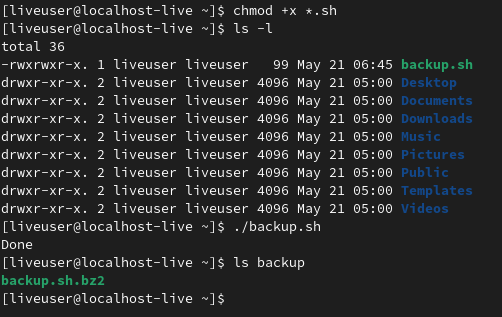 [liveuser@localhost-live ~]$ chmod +x *.sh
[liveuser@localhost-live ~]$ ls -l
total 36
-rwxrwxr-x. 1 liveuser liveuser   99 May 21 06:45 backup.sh
drwxr-xr-x. 2 liveuser liveuser 4096 May 21 05:00 Desktop
drwxr-xr-x. 2 liveuser liveuser 4096 May 21 05:00 Documents
drwxr-xr-x. 2 liveuser liveuser 4096 May 21 05:00 Downloads
drwxr-xr-x. 2 liveuser liveuser 4096 May 21 05:00 Music
drwxr-xr-x. 2 liveuser liveuser 4096 May 21 05:00 Pictures
drwxr-xr-x. 2 liveuser liveuser 4096 May 21 05:00 Public
drwxr-xr-x. 2 liveuser liveuser 4096 May 21 05:00 Templates
drwxr-xr-x. 2 liveuser liveuser 4096 May 21 05:00 Videos
[liveuser@localhost-live ~]$ ./backup.sh
Done
[liveuser@localhost-live ~]$ ls backup
backup.sh.bz2
[liveuser@localhost-live ~]$